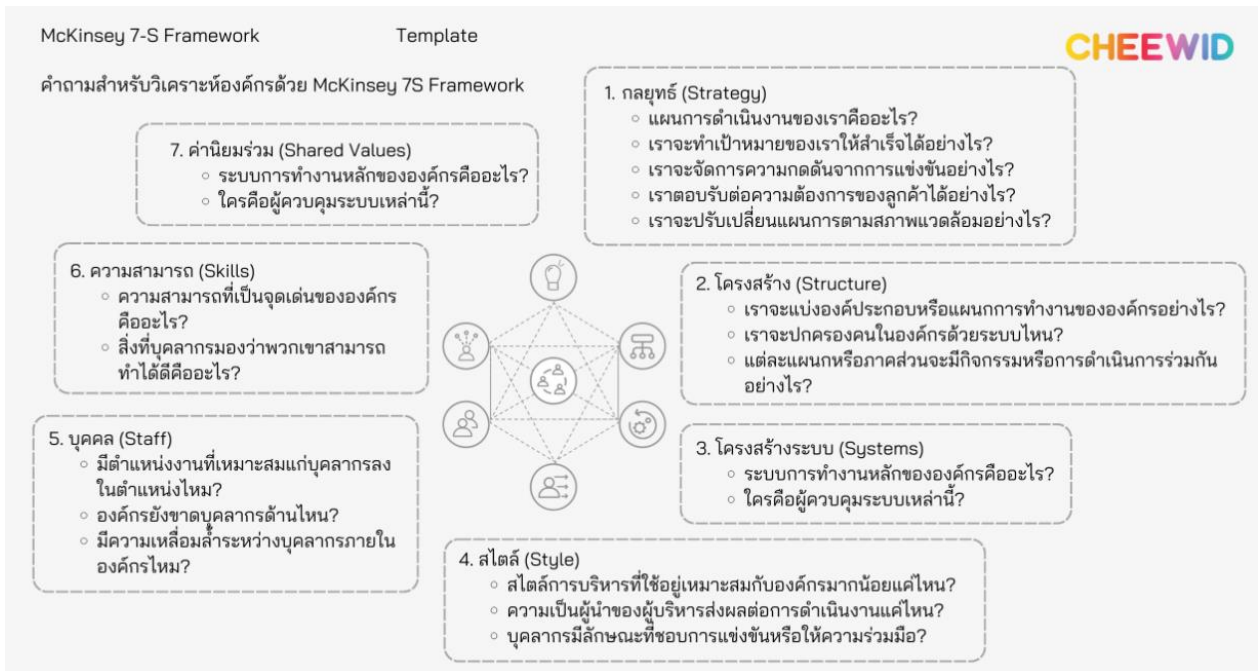 McKinsey 7-S Framework Template
CHEEWID
คำถามสำหรับวิเคราะห์องค์กรด้วย McKinsey 7S Framework
1. กลยุทธ์ (Strategy)
แผนการดำเนินงานของเราคืออะไร?
เราจะทำเป้าหมายของเราให้สำเร็จได้อย่างไร?
เราจะจัดการความกดดันจากการแข่งขันอย่างไร?
เราตอบรับต่อความต้องการของลูกค้าได้อย่างไร?
เราจะปรับเปลี่ยนแผนการตามสภาพแวดล้อมอย่างไร?
2. โครงสร้าง (Structure)
เราจะแบ่งองค์ประกอบหรือแผนกการทำงานขององค์กรอย่างไร?
เราจะปกครองคนในองค์กรด้วยระบบไหน?
แต่ละแผนกหรือภาคส่วนจะมีกิจกรรมหรือการดำเนินการร่วมกัน
อย่างไร?
3. โครงสร้างระบบ (Systems)
ระบบการทำงานหลักขององค์กรคืออะไร?
ใครคือผู้ควบคุมระบบเหล่านี้?
4. สไตล์ (Style)
สไตล์การบริหารที่ใช้อยู่เหมาะสมกับองค์กรมากน้อยแค่ไหน?
ความเป็นผู้นำของผู้บริหารส่งผลต่อการดำเนินงานแค่ไหน?
บุคลากรมีลักษณะที่ชอบการแข่งขันหรือให้ความร่วมมือ?
5. บุคคล (Staff)
มีตำแหน่งงานที่เหมาะสมแก่บุคลากรลง
ในตำแหน่งไหม?
องค์กรยังขาดบุคลากรด้านไหน?
มีความเหลื่อมล้ำระหว่างบุคลากรภายใน
องค์กรไหม?
6. ความสามารถ (Skills)
ความสามารถที่เป็นจุดเด่นขององค์กร
คืออะไร?
สิ่งที่บุคลากรมองว่าพวกเขาสามารถ
ทำได้ดีคืออะไร?
7. ค่านิยมร่วม (Shared Values)
ระบบการทำงานหลักขององค์กรคืออะไร?
ใครคือผู้ควบคุมระบบเหล่านี้?